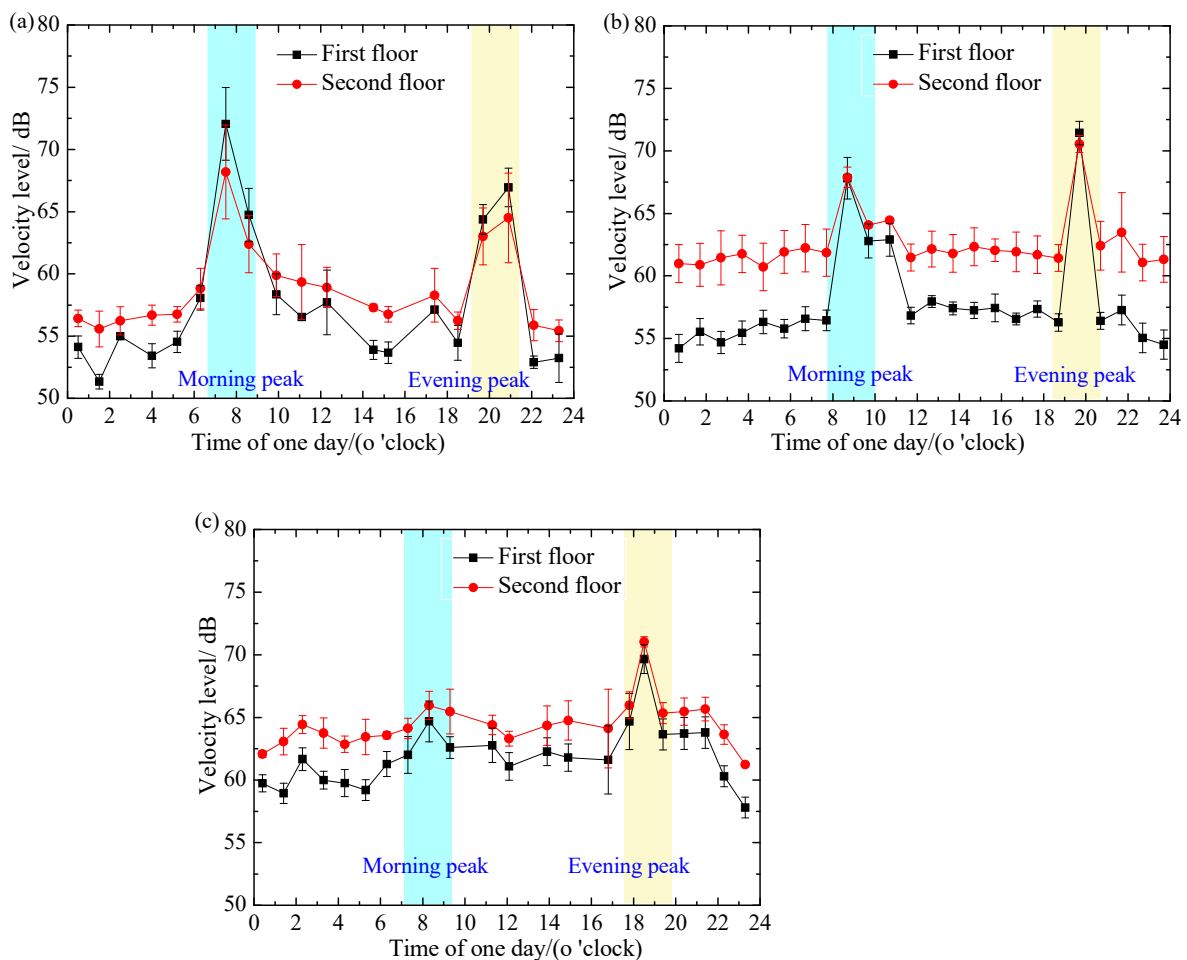 (a)
80
75
70
65
60
55
50
Velocity level/ dB
First floor
Second floor
Morning peak
Evening peak
0 2 4 6 8 10 12 14 16 18 20 22 24
Time of one day/(o 'clock)
(b)
80
75
70
65
60
55
50
Velocity level/ dB
First floor
Second floor
Morning peak
Evening peak
0 2 4 6 8 10 12 14 16 18 20 22 24
Time of one day/(o 'clock)
(c)
80
75
70
65
60
55
50
Velocity level/ dB
First floor
Second floor
Morning peak
Evening peak
0 2 4 6 8 10 12 14 16 18 20 22 24
Time of one day/(o 'clock)